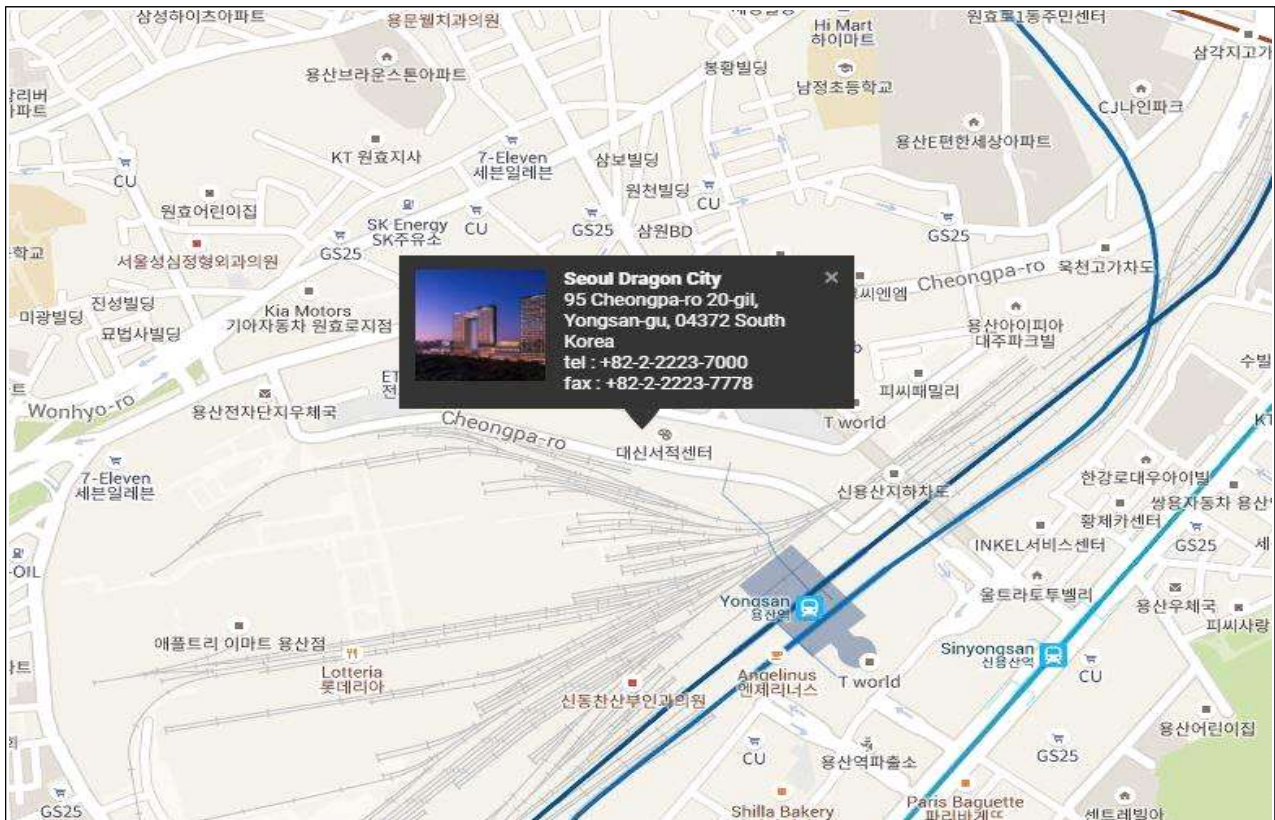 삼성하이츠아파트
용문웰치과의원
Hi Mart
하이마트
원효로1동주민센터
삼각지고가
용산브라운스톤아파트
봉황빌딩
남정초등학교
CJ나인파크
KT 원효지사
7-Eleven
세븐일레븐
삼보빌딩
용산E편한세상아파트
CU
원천빌딩
CU
원효어린이집
SK Energy
SK주유소
CU
GS25
삼원BD
GS25
GS25
서울성심정형외과의원
Cheongpa-ro
욱천고가차도
Seoul Dragon City
95 Cheongpa-ro 20-gil,
Yongsan-gu, 04372 South
Korea
tel : +82-2-2223-7000
fax : +82-2-2223-7778
진성빌딩
미광빌딩
묘법사빌딩
Kia Motors
기아자동차 원효로지점
용산아이피아
대주파크빌
피씨패밀리
Wonhyo-ro
용산전자단지우체국
Cheongpa-ro
T world
대신서적센터
7-Eleven
세븐일레븐
신용산지하차도
한강로대우아이빌
쌍용자동차
황제카센터
INKEL서비스센터
GS25
울트라토투벨리
용산우체국
피씨사랑
Yongsan
용산역
애플트리 이마트 용산점
Lotteria
롯데리아
Sinyongsan
신용산역
CU
Angelinus
엔제리너스
T world
신동찬산부인과의원
용산어린이집
CU
용산역파출소
GS25
GS25
Shilla Bakery
Paris Baguette
파리바게뜨
센트레빌아